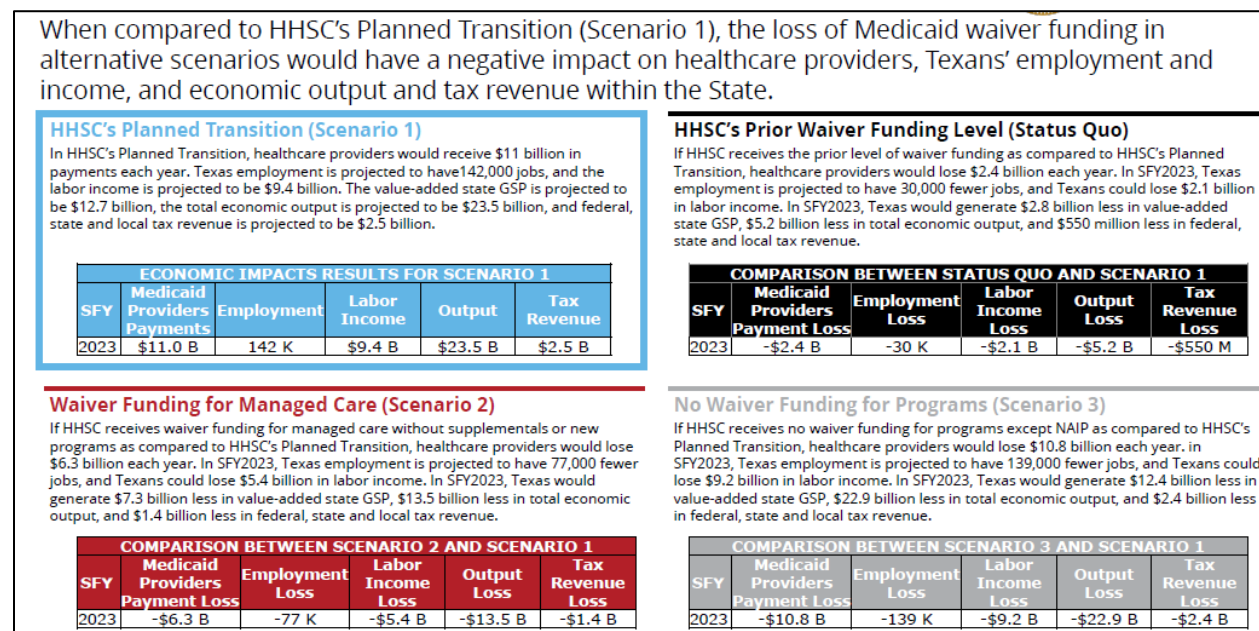 When compared to HHSC's Planned Transition (Scenario 1), the loss of Medicaid waiver funding in
alternative scenarios would have a negative impact on healthcare providers, Texans' employment and
income, and economic output and tax revenue within the State.
HHSC's Planned Transition (Scenario 1)
In HHSC's Planned Transition, healthcare providers would receive $11 billion in
payments each year. Texas employment is projected to have142,000 jobs, and the
labor income is projected to be $9.4 billion. The value-added state GSP is projected to
be $12.7 billion, the total economic output is projected to be $23.5 billion, and federal,
state and local tax revenue is projected to be $2.5 billion.
ECONOMIC IMPACTS RESULTS FOR SCENARIO 1
SFY Medicaid Providers Payments Employment Labor Income Output Tax Revenue
2023 $11.0 B 142 K $9.4 B $23.5 B $2.5 B
HHSC's Prior Waiver Funding Level (Status Quo)
If HHSC receives the prior level of waiver funding as compared to HHSC's Planned
Transition, healthcare providers would lose $2.4 billion each year. In SFY2023, Texas
employment is projected to have 30,000 fewer jobs, and Texans could lose $2.1 billion
in labor income. In SFY2023, Texas would generate $2.8 billion less in value-added
state GSP, $5.2 billion less in total economic output, and $550 million less in federal,
state and local tax revenue.
COMPARISON BETWEEN STATUS QUO AND SCENARIO 1
SFY Medicaid Providers Payment Loss Employment Loss Labor Income Loss Output Loss Tax Revenue Loss
2023 -$2.4 B -30 K -$2.1 B -$5.2 B -$550 M
Waiver Funding for Managed Care (Scenario 2)
If HHSC receives waiver funding for managed care without supplementals or new
programs as compared to HHSC's Planned Transition, healthcare providers would lose
$6.3 billion each year. In SFY2023, Texas employment is projected to have 77,000 fewer
jobs, and Texans could lose $5.4 billion in labor income. In SFY2023, Texas would
generate $7.3 billion less in value-added state GSP, $13.5 billion less in total economic
output, and $1.4 billion less in federal, state and local tax revenue.
COMPARISON BETWEEN SCENARIO 2 AND SCENARIO 1
SFY Medicaid Providers Payment Loss Employment Loss Labor Income Loss Output Loss Tax Revenue Loss
2023 -$6.3 B -77 K -$5.4 B -$13.5 B -$1.4 B
No Waiver Funding for Programs (Scenario 3)
If HHSC receives no waiver funding for programs except NAIP as compared to HHSC's
Planned Transition, healthcare providers would lose $10.8 billion each year. in
SFY2023, Texas employment is projected to have 139,000 fewer jobs, and Texans could
lose $9.2 billion in labor income. In SFY2023, Texas would generate $12.4 billion less in
value-added state GSP, $22.9 billion less in total economic output, and $2.4 billion less
in federal, state and local tax revenue.
COMPARISON BETWEEN SCENARIO 3 AND SCENARIO 1
SFY Medicaid Providers Payment Loss Employment Loss Labor Income Loss Output Loss Tax Revenue Loss
2023 -$10.8 B -139 K -$9.2 B -$22.9 B -$2.4 B